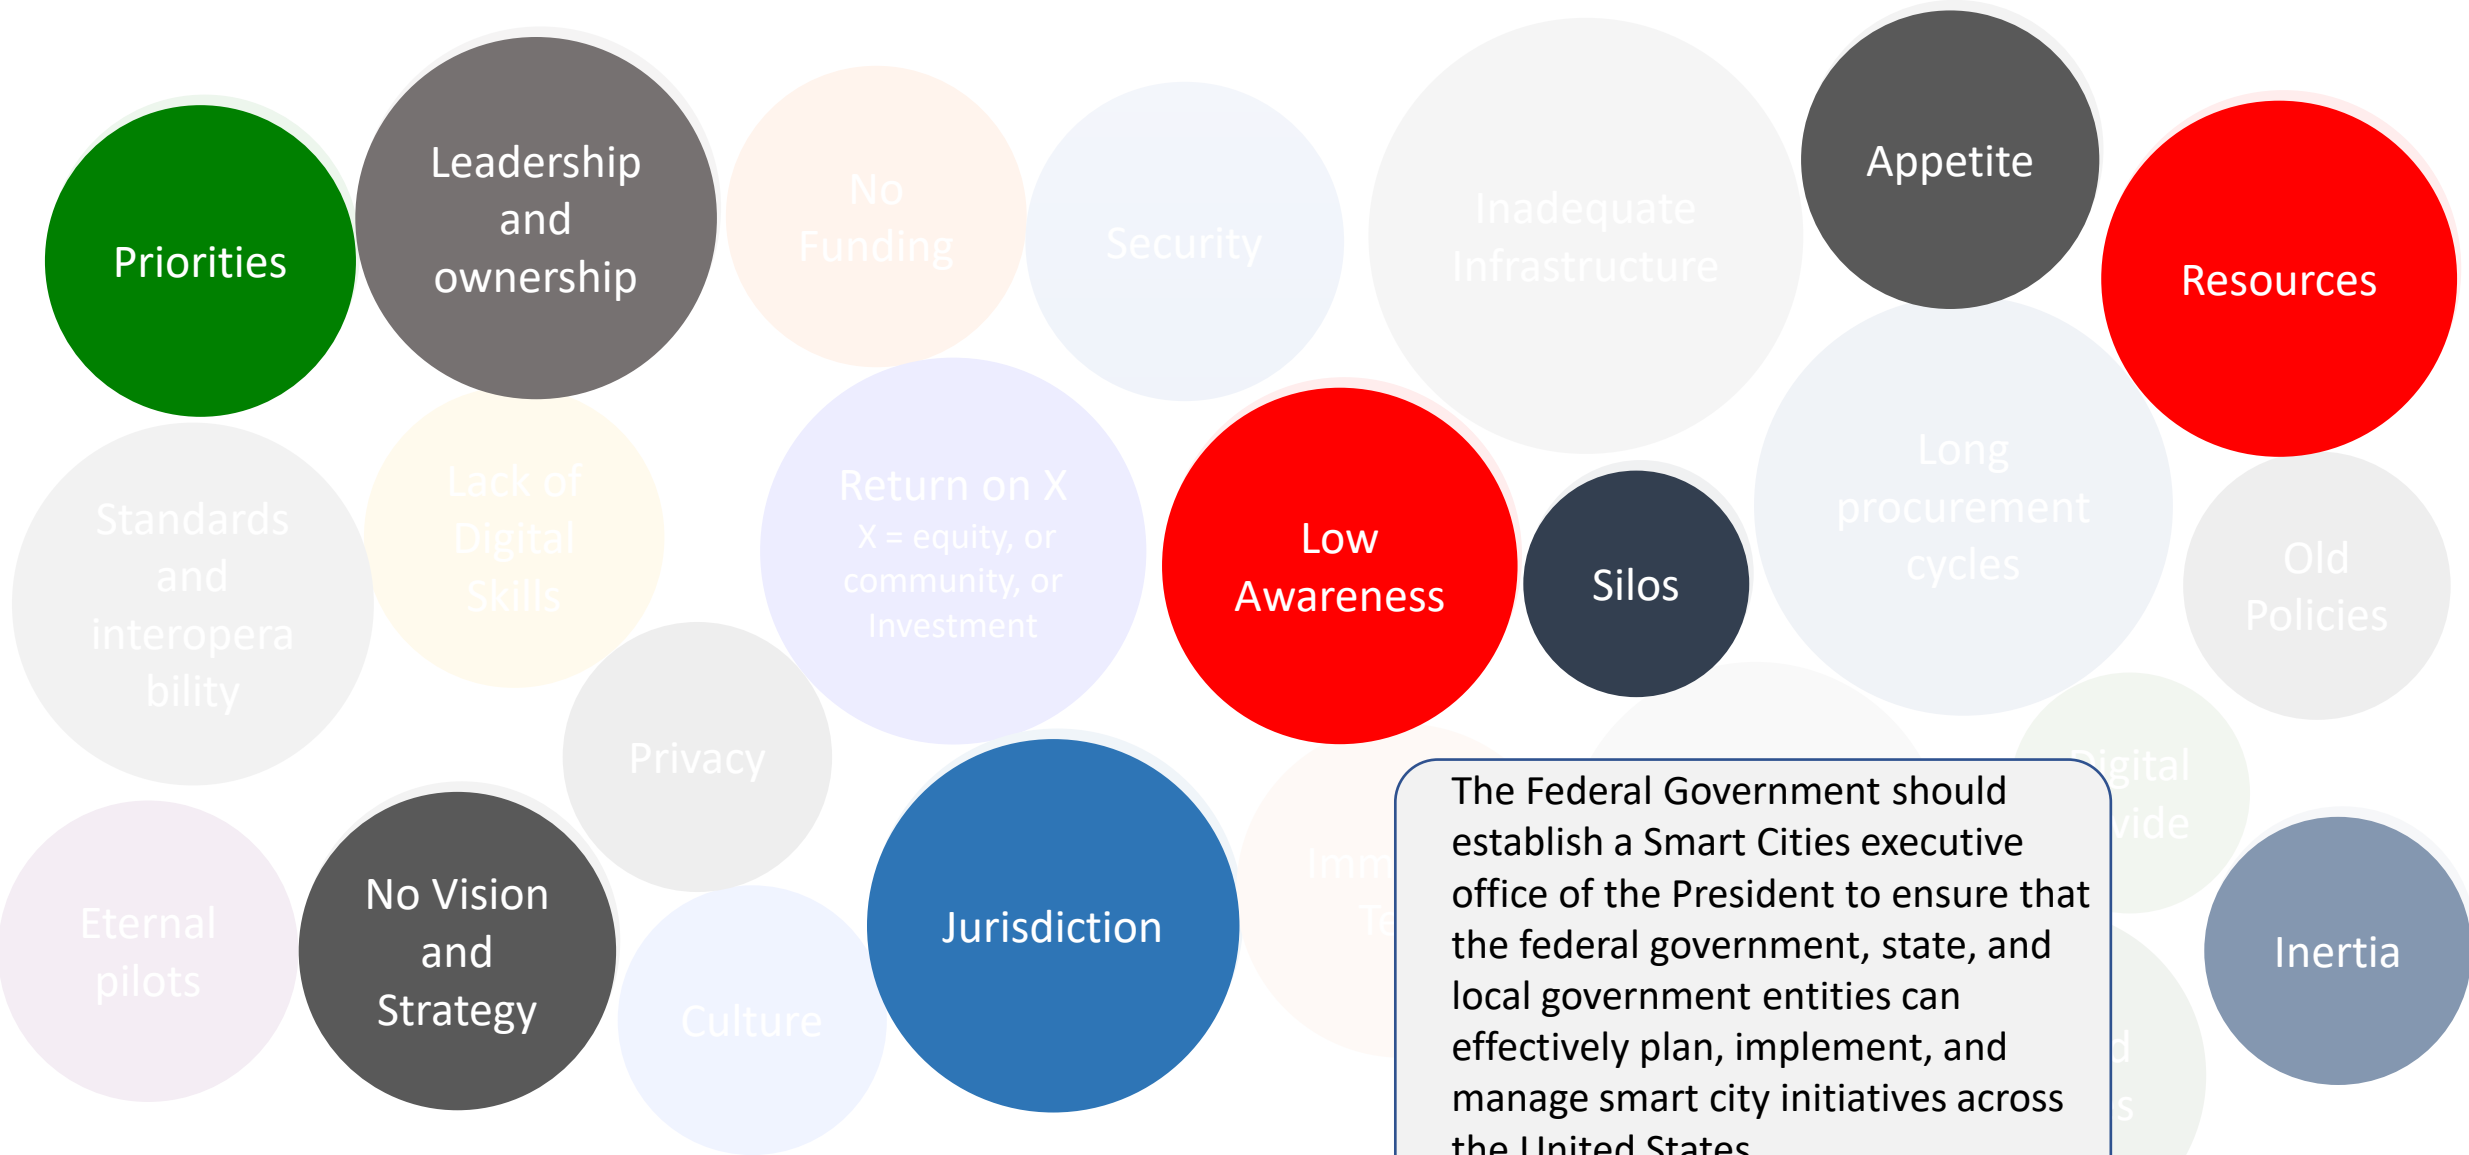 Priorities
Leadership
and
ownership
No
Funding
Security
Inadequate
Infrastructure
Appetite
Resources
Standards
and
interopera
bility
Lack of
Digital
Skills
Return on X
X = equity, or
community, or
Investment
Low
Awareness
Silos
Long
procurement
cycles
Old
Policies
Privacy
Eternal
pilots
No Vision
and
Strategy
Culture
Jurisdiction
Digital
The Federal Government should
establish a Smart Cities executive
office of the President to ensure that
the federal government, state, and
local government entities can
effectively plan, implement, and
manage smart city initiatives across
the United States
Inertia